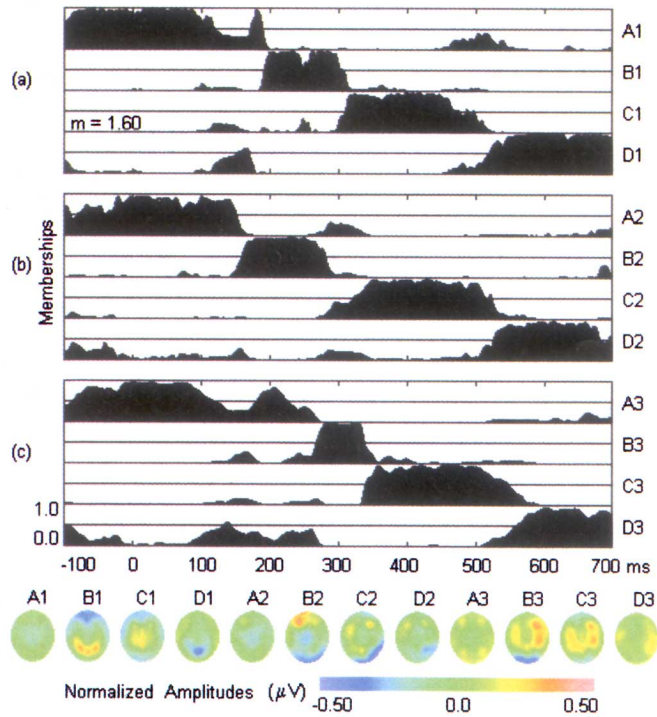 A1
(a)
B1
C1
m = 1.60
D1
A2
(b)
B2
Memberships
C2
D2
A3
(c)
B3
C3
1.0
0.0
D3
-100 0 100 200 300 400 500 600 700 ms
A1 B1 C1 D1 A2 B2 C2 D2 A3 B3 C3 D3
Normalized Amplitudes (μV)
-0.50 0.0 0.50